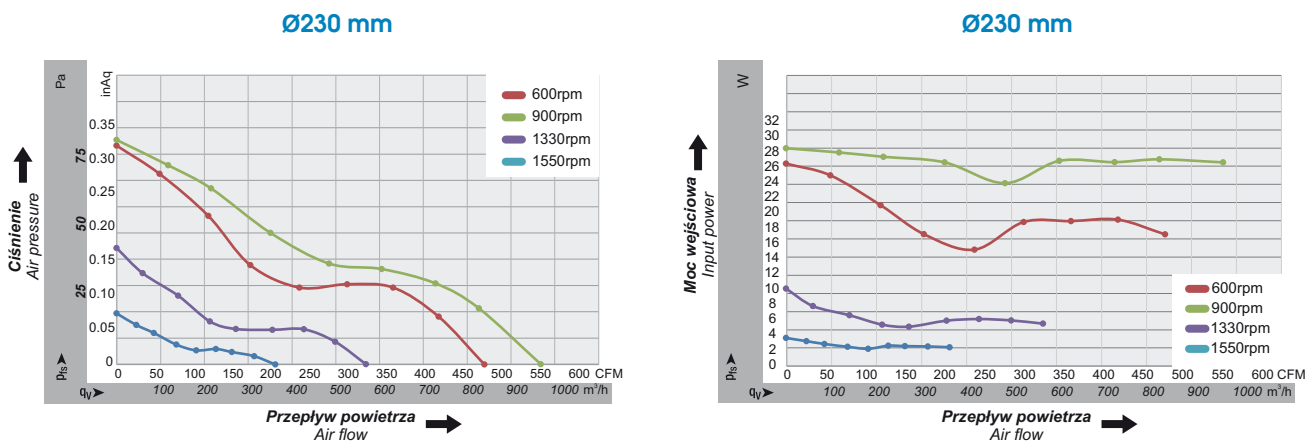 Ø230 mm
Pa
inAq
0.35
0.30
0.25
0.20
0.15
0.10
0.05
0
75
50
25
Ciśnienie
Air pressure
600rpm
900rpm
1330rpm
1550rpm
pfs
0 50 100 150 200 250 300 350 400 450 500 550 600 CFM
qv 100 200 300 400 500 600 700 800 900 1000 m³/h
Przepływ powietrza
Air flow
Ø230 mm
W
32
30
28
26
24
22
20
18
16
14
12
10
8
6
4
2
0
Moc wejściowa
Input power
600rpm
900rpm
1330rpm
1550rpm
pfs
0 50 100 150 200 250 300 350 400 450 500 550 600 CFM
qv 100 200 300 400 500 600 700 800 900 1000 m³/h
Przepływ powietrza
Air flow